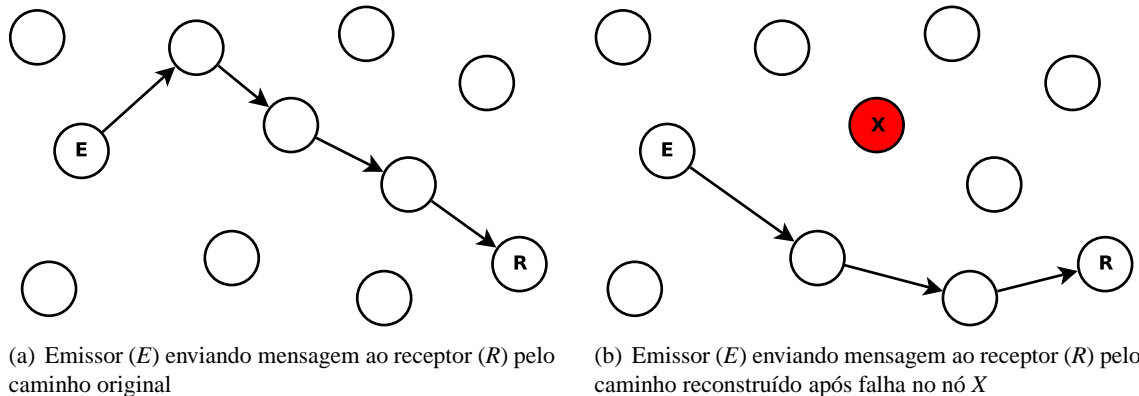 E
R
X
E
R
(a) Emissor (E) enviando mensagem ao receptor (R) pelo
caminho original
(b) Emissor (E) enviando mensagem ao receptor (R) pelo
caminho reconstruído após falha no nó X